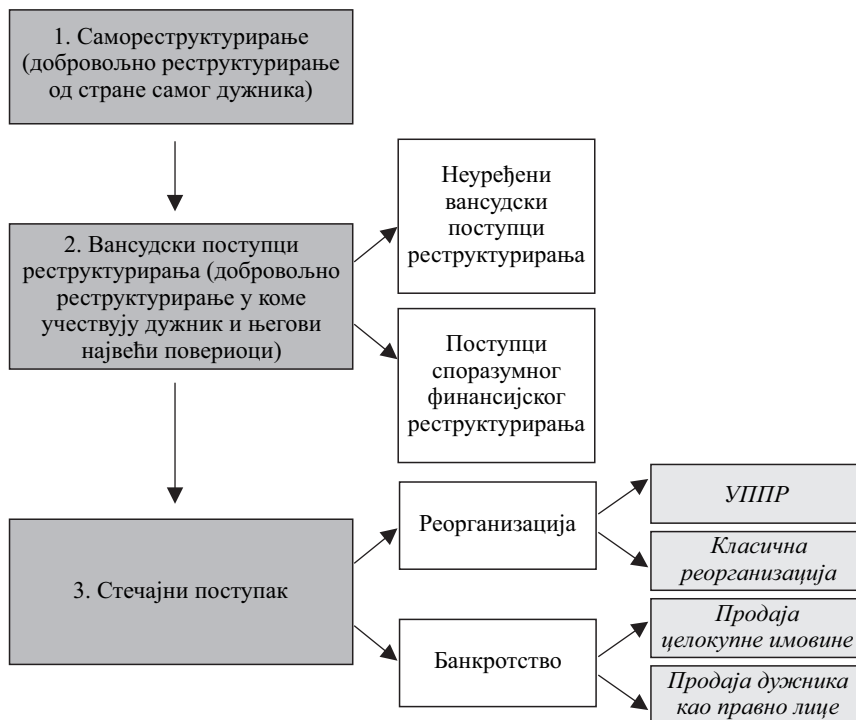 1. Самореструктурирање
(добровољно реструктурирање
од стране самог дужника)
Неуређени
вансудски
поступци
реструктурирања
2. Вансудски поступци
реструктурирања (добровољно
реструктурирање у коме
учествују дужник и његови
највећи повериоци)
Поступци
споразумног
финансијског
реструктурирања
3. Стечајни поступак
Реорганизација
УППР
Класична
реорганизација
Банкротство
Продаја
целокупне имовине
Продаја дужника
као правно лице